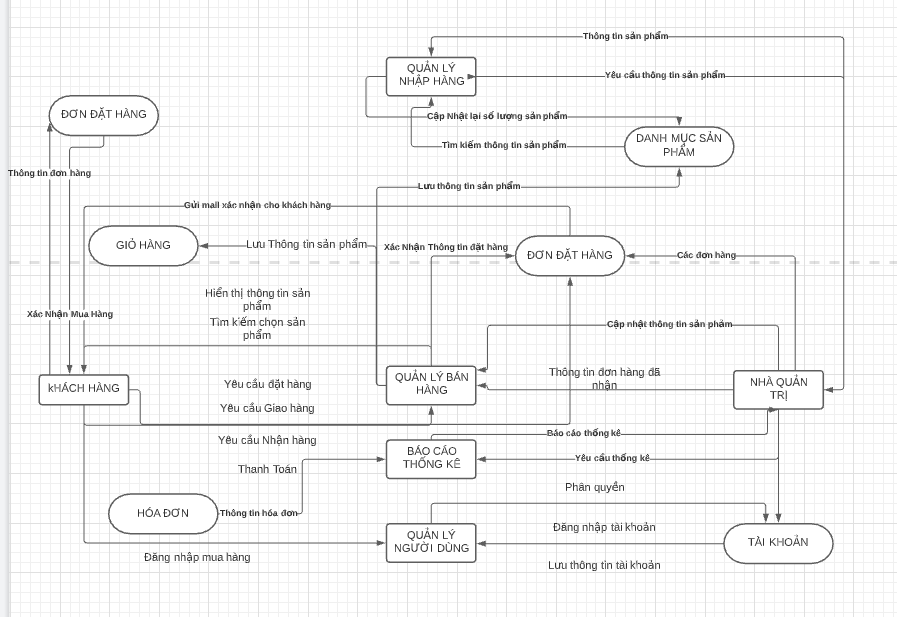 Thông tin sản phẩm
QUẢN LÝ
NHẬP HÀNG
Yêu cầu thông tin sản phẩm
ĐƠN ĐẶT HÀNG
Cập Nhật lại số lượng sản phẩm
DANH MỤC SẢN
PHẨM
Tìm kiếm thông tin sản phẩm
Thông tin đơn hàng
Lưu thông tin sản phẩm
Gửi mail xác nhận cho khách hàng
GIỎ HÀNG
Lưu Thông tin sản phẩm
Xác Nhận Thông tin đặt hàng
ĐƠN ĐẶT HÀNG
Các đơn hàng
Hiển thị thông tin sản
phẩm
Xác Nhận Mua Hàng
Tìm kiếm chọn sản
phẩm
Cập nhật thông tin sản phảm
kHÁCH HÀNG
Yêu cầu đặt hàng
QUẢN LÝ BÁN
HÀNG
Thông tin đơn hàng đã
nhận
NHÀ QUẢN
TRỊ
Yêu cầu Giao hàng
Yêu cầu Nhận hàng
Báo cáo thống kê
BÁO CÁO
THỐNG KÊ
Yêu cầu thống kê
Thanh Toán
Phân quyền
HÓA ĐƠN
Thông tin hóa đơn
Đăng nhập tài khoản
QUẢN LÝ
NGƯỜI DÙNG
TÀI KHOẢN
Đăng nhập mua hàng
Lưu thông tin tài khoản